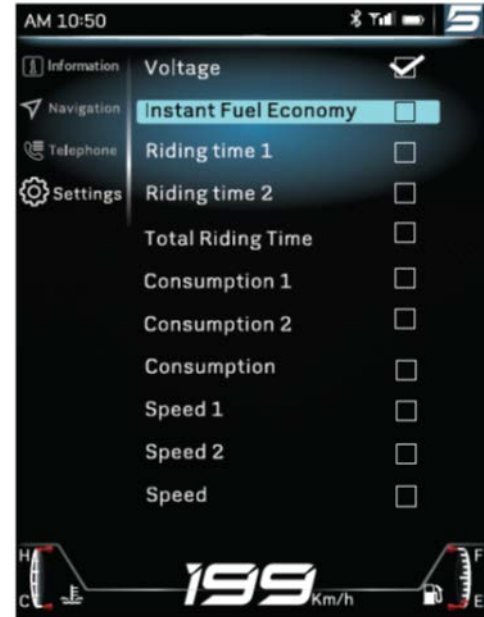 AM 10:50
5
Information
Navigation
Telephone
Settings
Voltage
Instant Fuel Economy
Riding time 1
Riding time 2
Total Riding Time
Consumption 1
Consumption 2
Consumption
Speed 1
Speed 2
Speed
H
C
199 Km/h
F
E